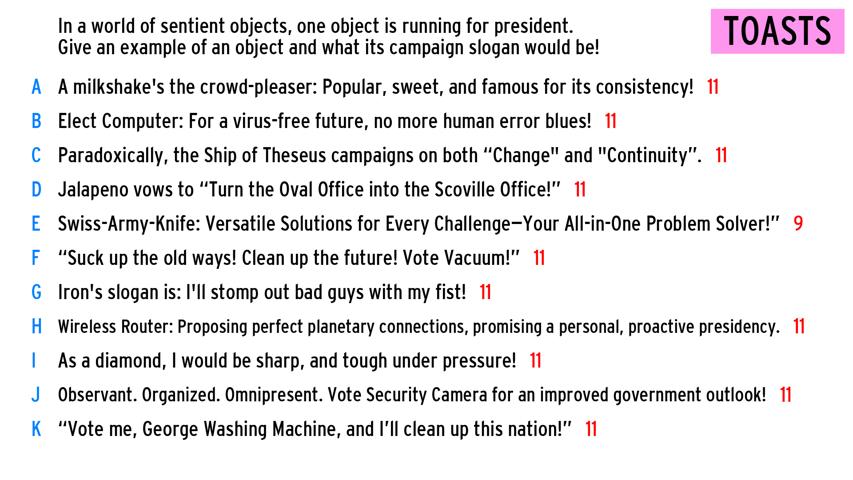 In a world of sentient objects, one object is running for president.
Give an example of an object and what its campaign slogan would be!
TOASTS
A A milkshake's the crowd-pleaser: Popular, sweet, and famous for its consistency! 11
B Elect Computer: For a virus-free future, no more human error blues! 11
C Paradoxically, the Ship of Theseus campaigns on both “Change" and "Continuity”. 11
D Jalapeno vows to “Turn the Oval Office into the Scoville Office!” 11
E Swiss-Army-Knife: Versatile Solutions for Every Challenge—Your All-in-One Problem Solver!” 9
F “Suck up the old ways! Clean up the future! Vote Vacuum!” 11
G Iron's slogan is: I'll stomp out bad guys with my fist! 11
H Wireless Router: Proposing perfect planetary connections, promising a personal, proactive presidency. 11
I As a diamond, I would be sharp, and tough under pressure! 11
J Observant. Organized. Omnipresent. Vote Security Camera for an improved government outlook! 11
K “Vote me, George Washing Machine, and I’ll clean up this nation!” 11